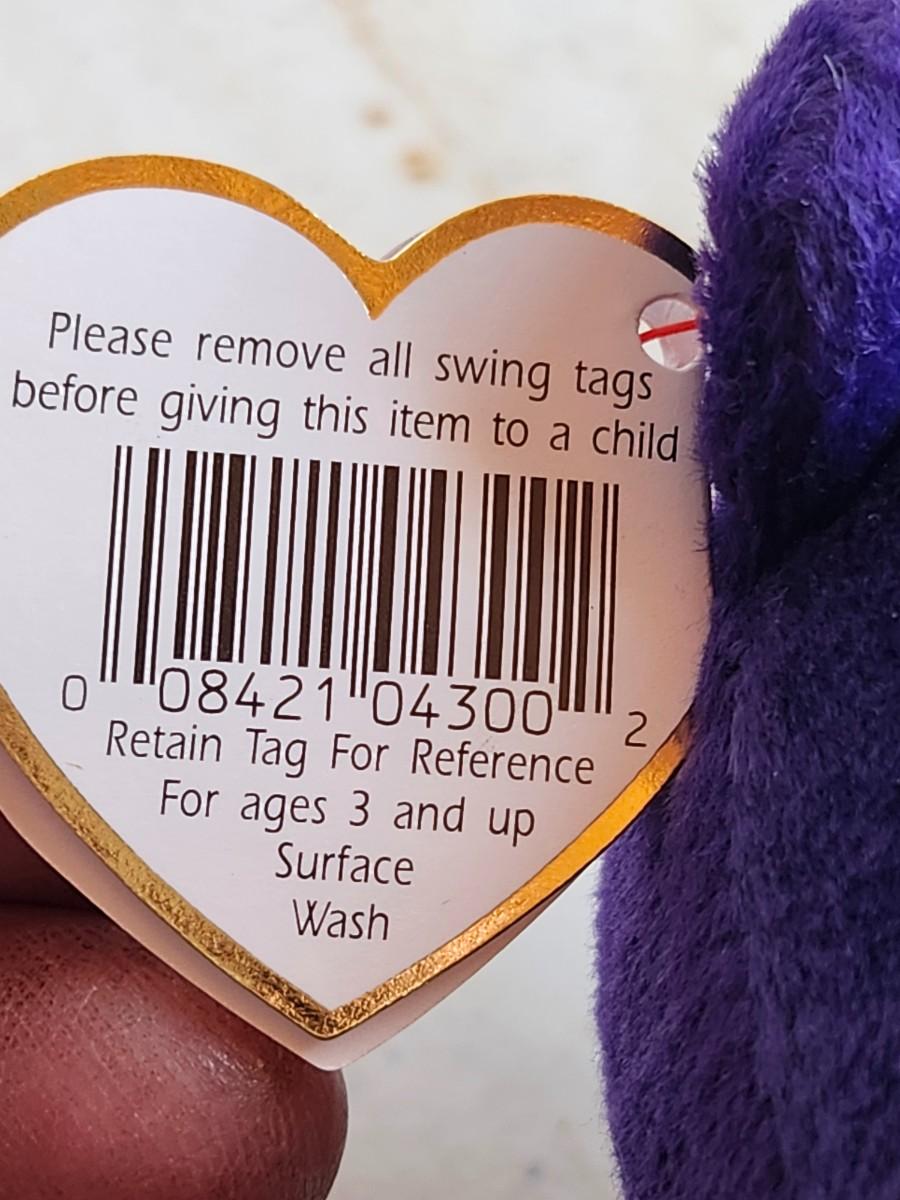 Please remove all swing tags
before giving this item to a child
0 08421 04300 2
Retain Tag For Reference
For ages 3 and up
Surface
Wash